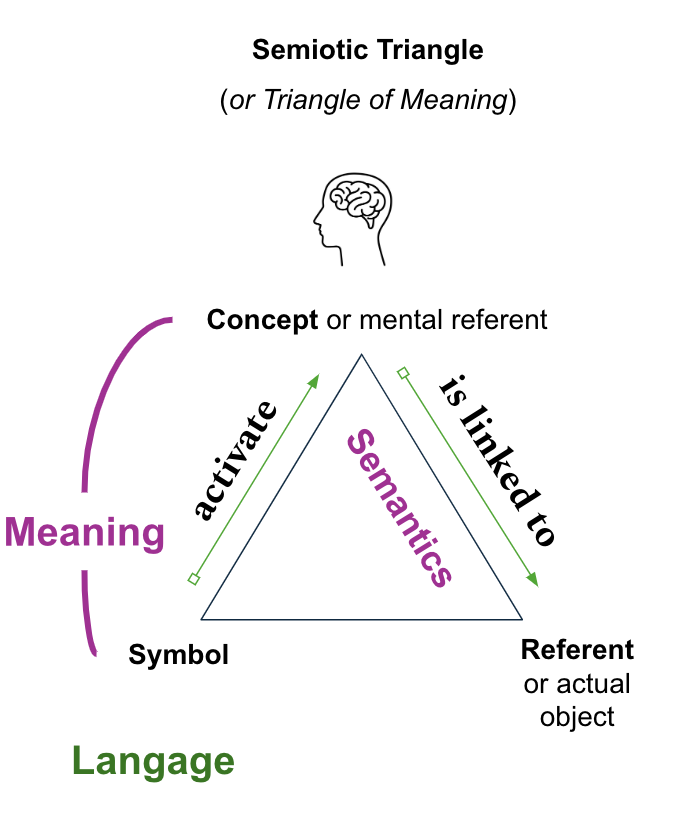 Semiotic Triangle
(or Triangle of Meaning)
Concept or mental referent
activate
is linked to
Semantics
Meaning
Symbol
Referent
or actual
object
Langage